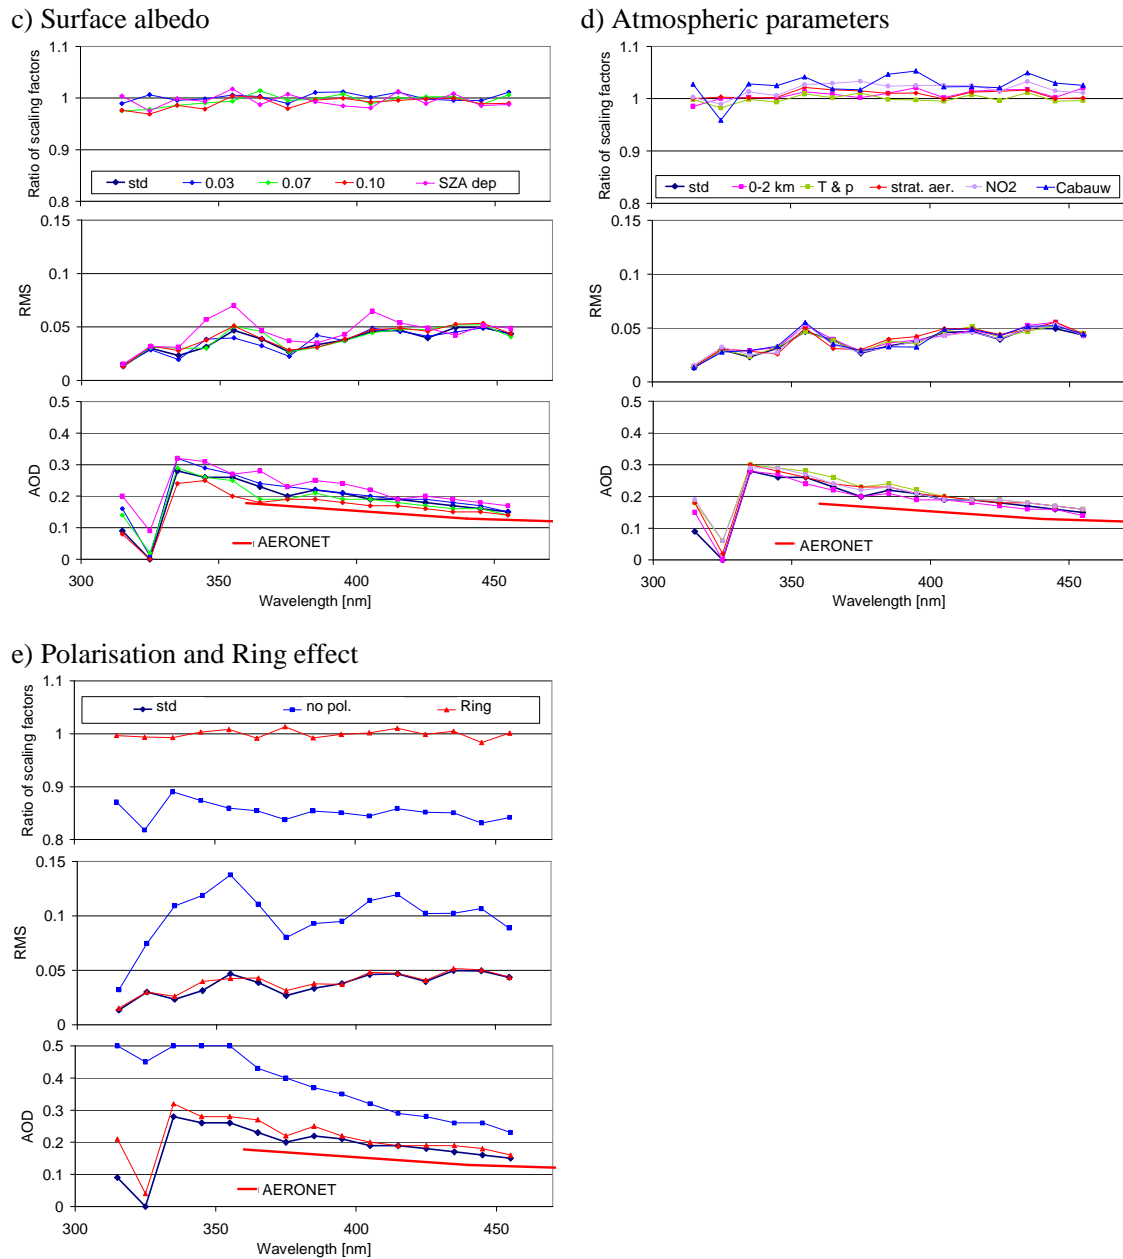 c) Surface albedo
1.1
1
0.9
0.8
Ratio of scaling factors
std 0.03 0.07 0.10 SZA dep
0.15
0.1
0.05
0
RMS
0.5
0.4
0.3
0.2
0.1
0
AOD
AERONET
300 350 400 450
Wavelength [nm]
d) Atmospheric parameters
1.1
1
0.9
0.8
Ratio of scaling factors
std 0-2 km T & p strat. aer. NO2 Cabauw
0.15
0.1
0.05
0
RMS
0.5
0.4
0.3
0.2
0.1
0
AOD
AERONET
300 350 400 450
Wavelength [nm]
e) Polarisation and Ring effect
1.1
1
0.9
0.8
Ratio of scaling factors
std no pol. Ring
0.15
0.1
0.05
0
RMS
0.5
0.4
0.3
0.2
0.1
0
AOD
AERONET
300 350 400 450
Wavelength [nm]